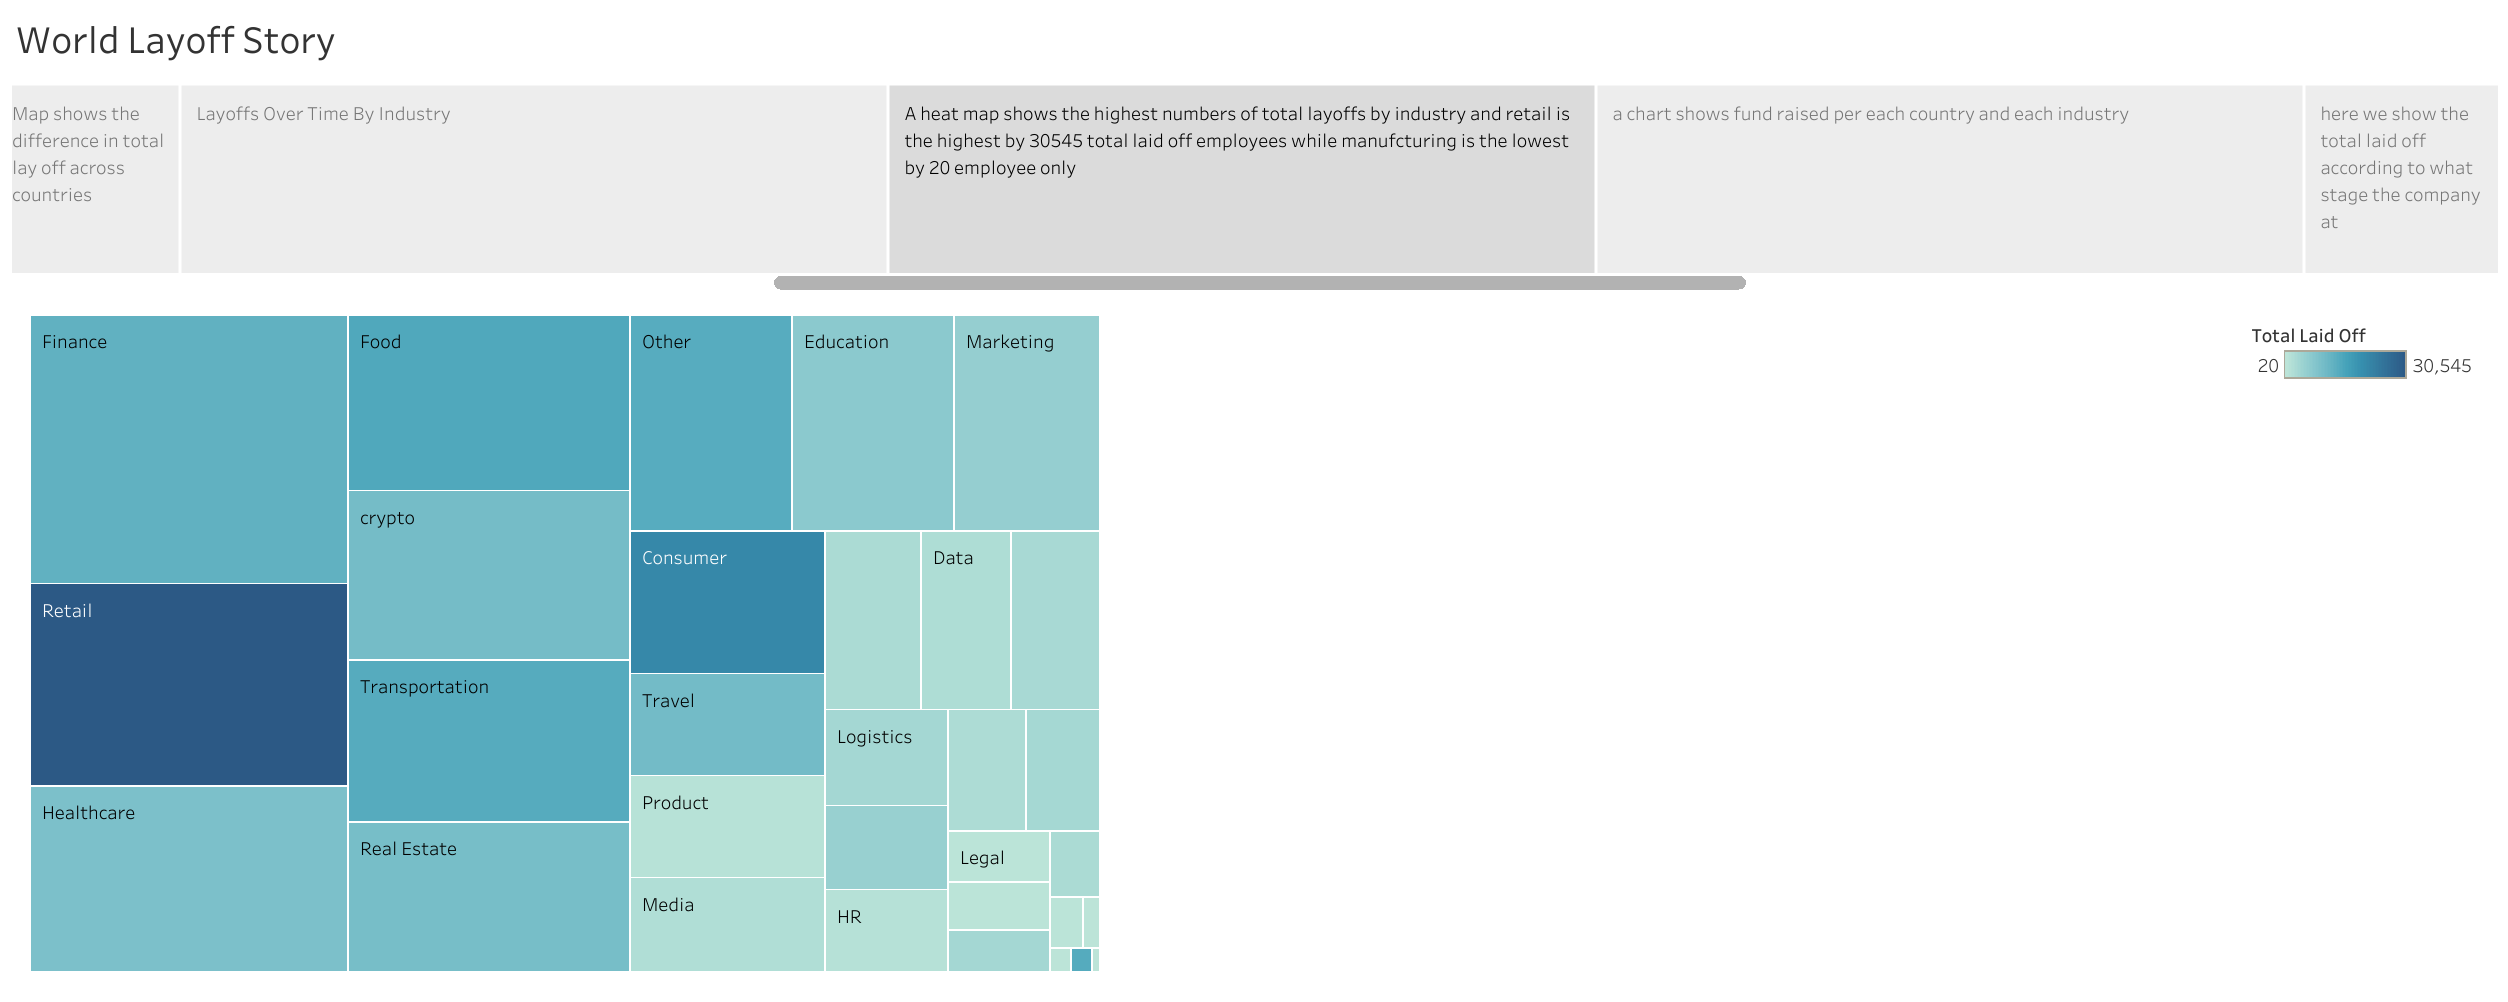 World Layoff Story
Map shows the
difference in total
lay off across
countries
Layoffs Over Time By Industry
A heat map shows the highest numbers of total layoffs by industry and retail is
the highest by 30545 total laid off employees while manufcturing is the lowest
by 20 employee only
a chart shows fund raised per each country and each industry
here we show the
total laid off
according to what
stage the company
at
Total Laid Off
20 30,545
Finance
Retail
Healthcare
Food
crypto
Transportation
Real Estate
Other
Education
Marketing
Consumer
Travel
Product
Media
Data
Logistics
HR
Legal